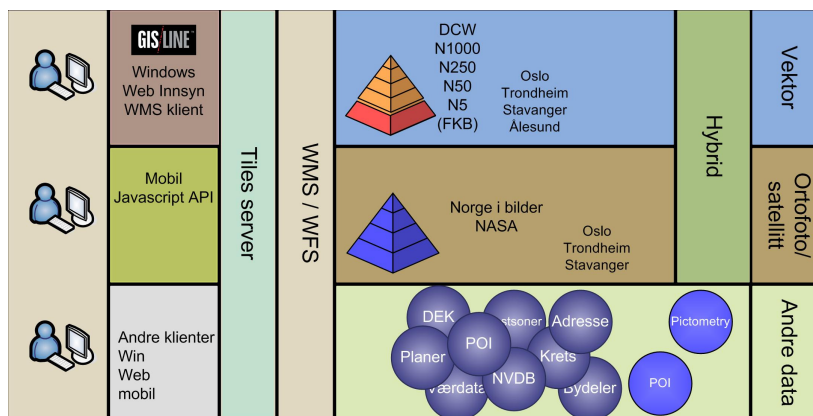 GIS LINE
Windows
Web Innsyn
WMS klient
Mobil
Javascript API
Andre klienter
Win
Web
mobil
Tiles server
WMS / WFS
DCW
N1000
N250
N50
N5
(FKB)
Oslo
Trondheim
Stavanger
Ålesund
Norge i bilder
NASA
Oslo
Trondheim
Stavanger
Hybrid
Vektor
Ortofoto/
satellitt
Andre data
DEK
stsoner
Adresse
Planer
POI
Krets
Værdata
NVDB
Bydeler
Pictometry
POI